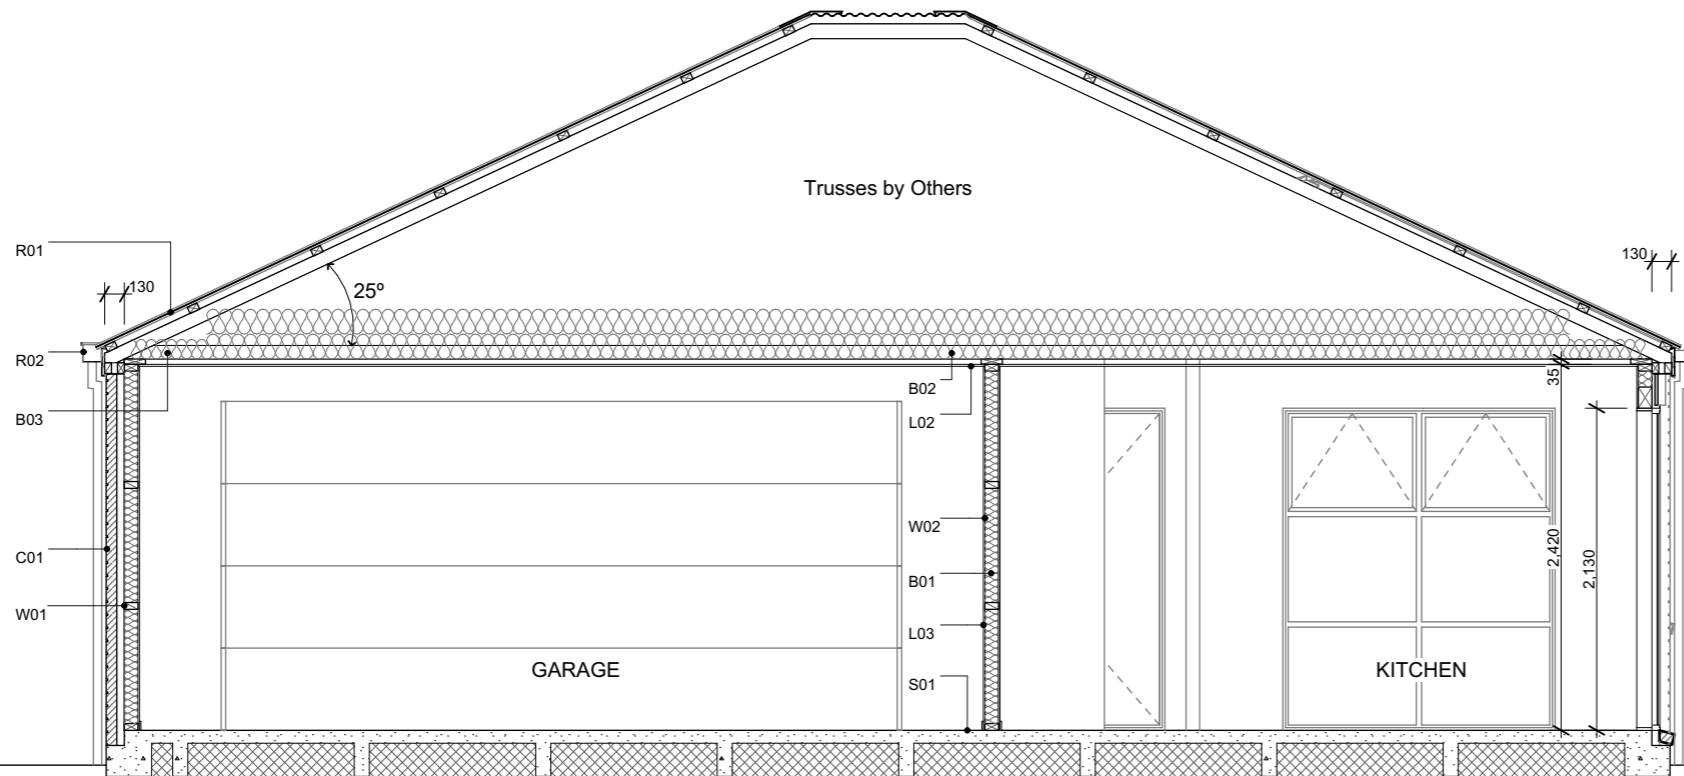 Trusses by Others
R01
130
130
25º
R02
B03
B02
L02
35
C01
W02
2,420
2,130
B01
W01
L03
GARAGE
KITCHEN
S01